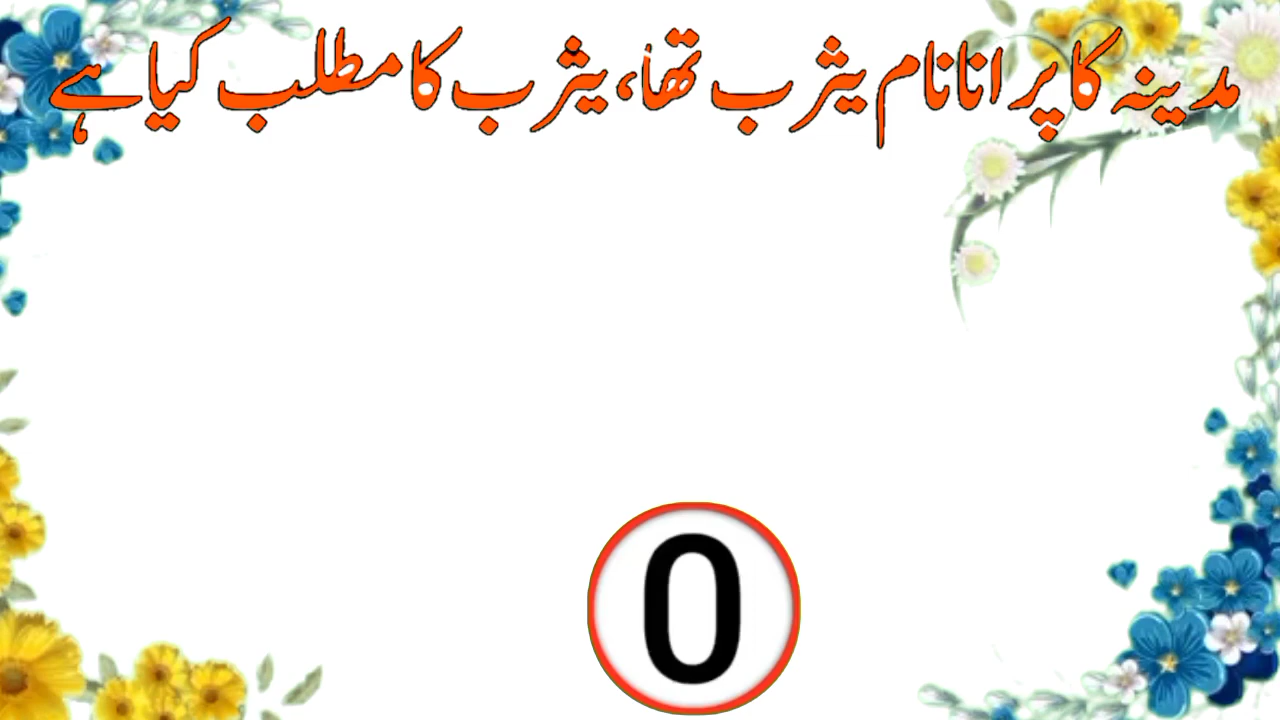 مدینہ کا پرانا نام یثرب تھا، یثرب کا مطلب کیا ہے
0